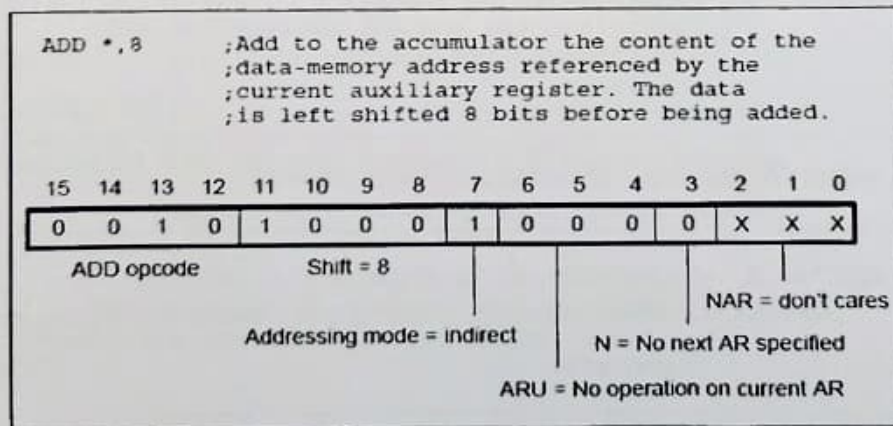 ADD *,8 ;Add to the accumulator the content of the
;data-memory address referenced by the
;current auxiliary register. The data
;is left shifted 8 bits before being added.
15 14 13 12 11 10 9 8 7 6 5 4 3 2 1 0
0 0 1 0 1 0 0 0 1 0 0 0 0 X X X
ADD opcode Shift = 8
NAR = don't cares
Addressing mode = indirect N = No next AR specified
ARU = No operation on current AR